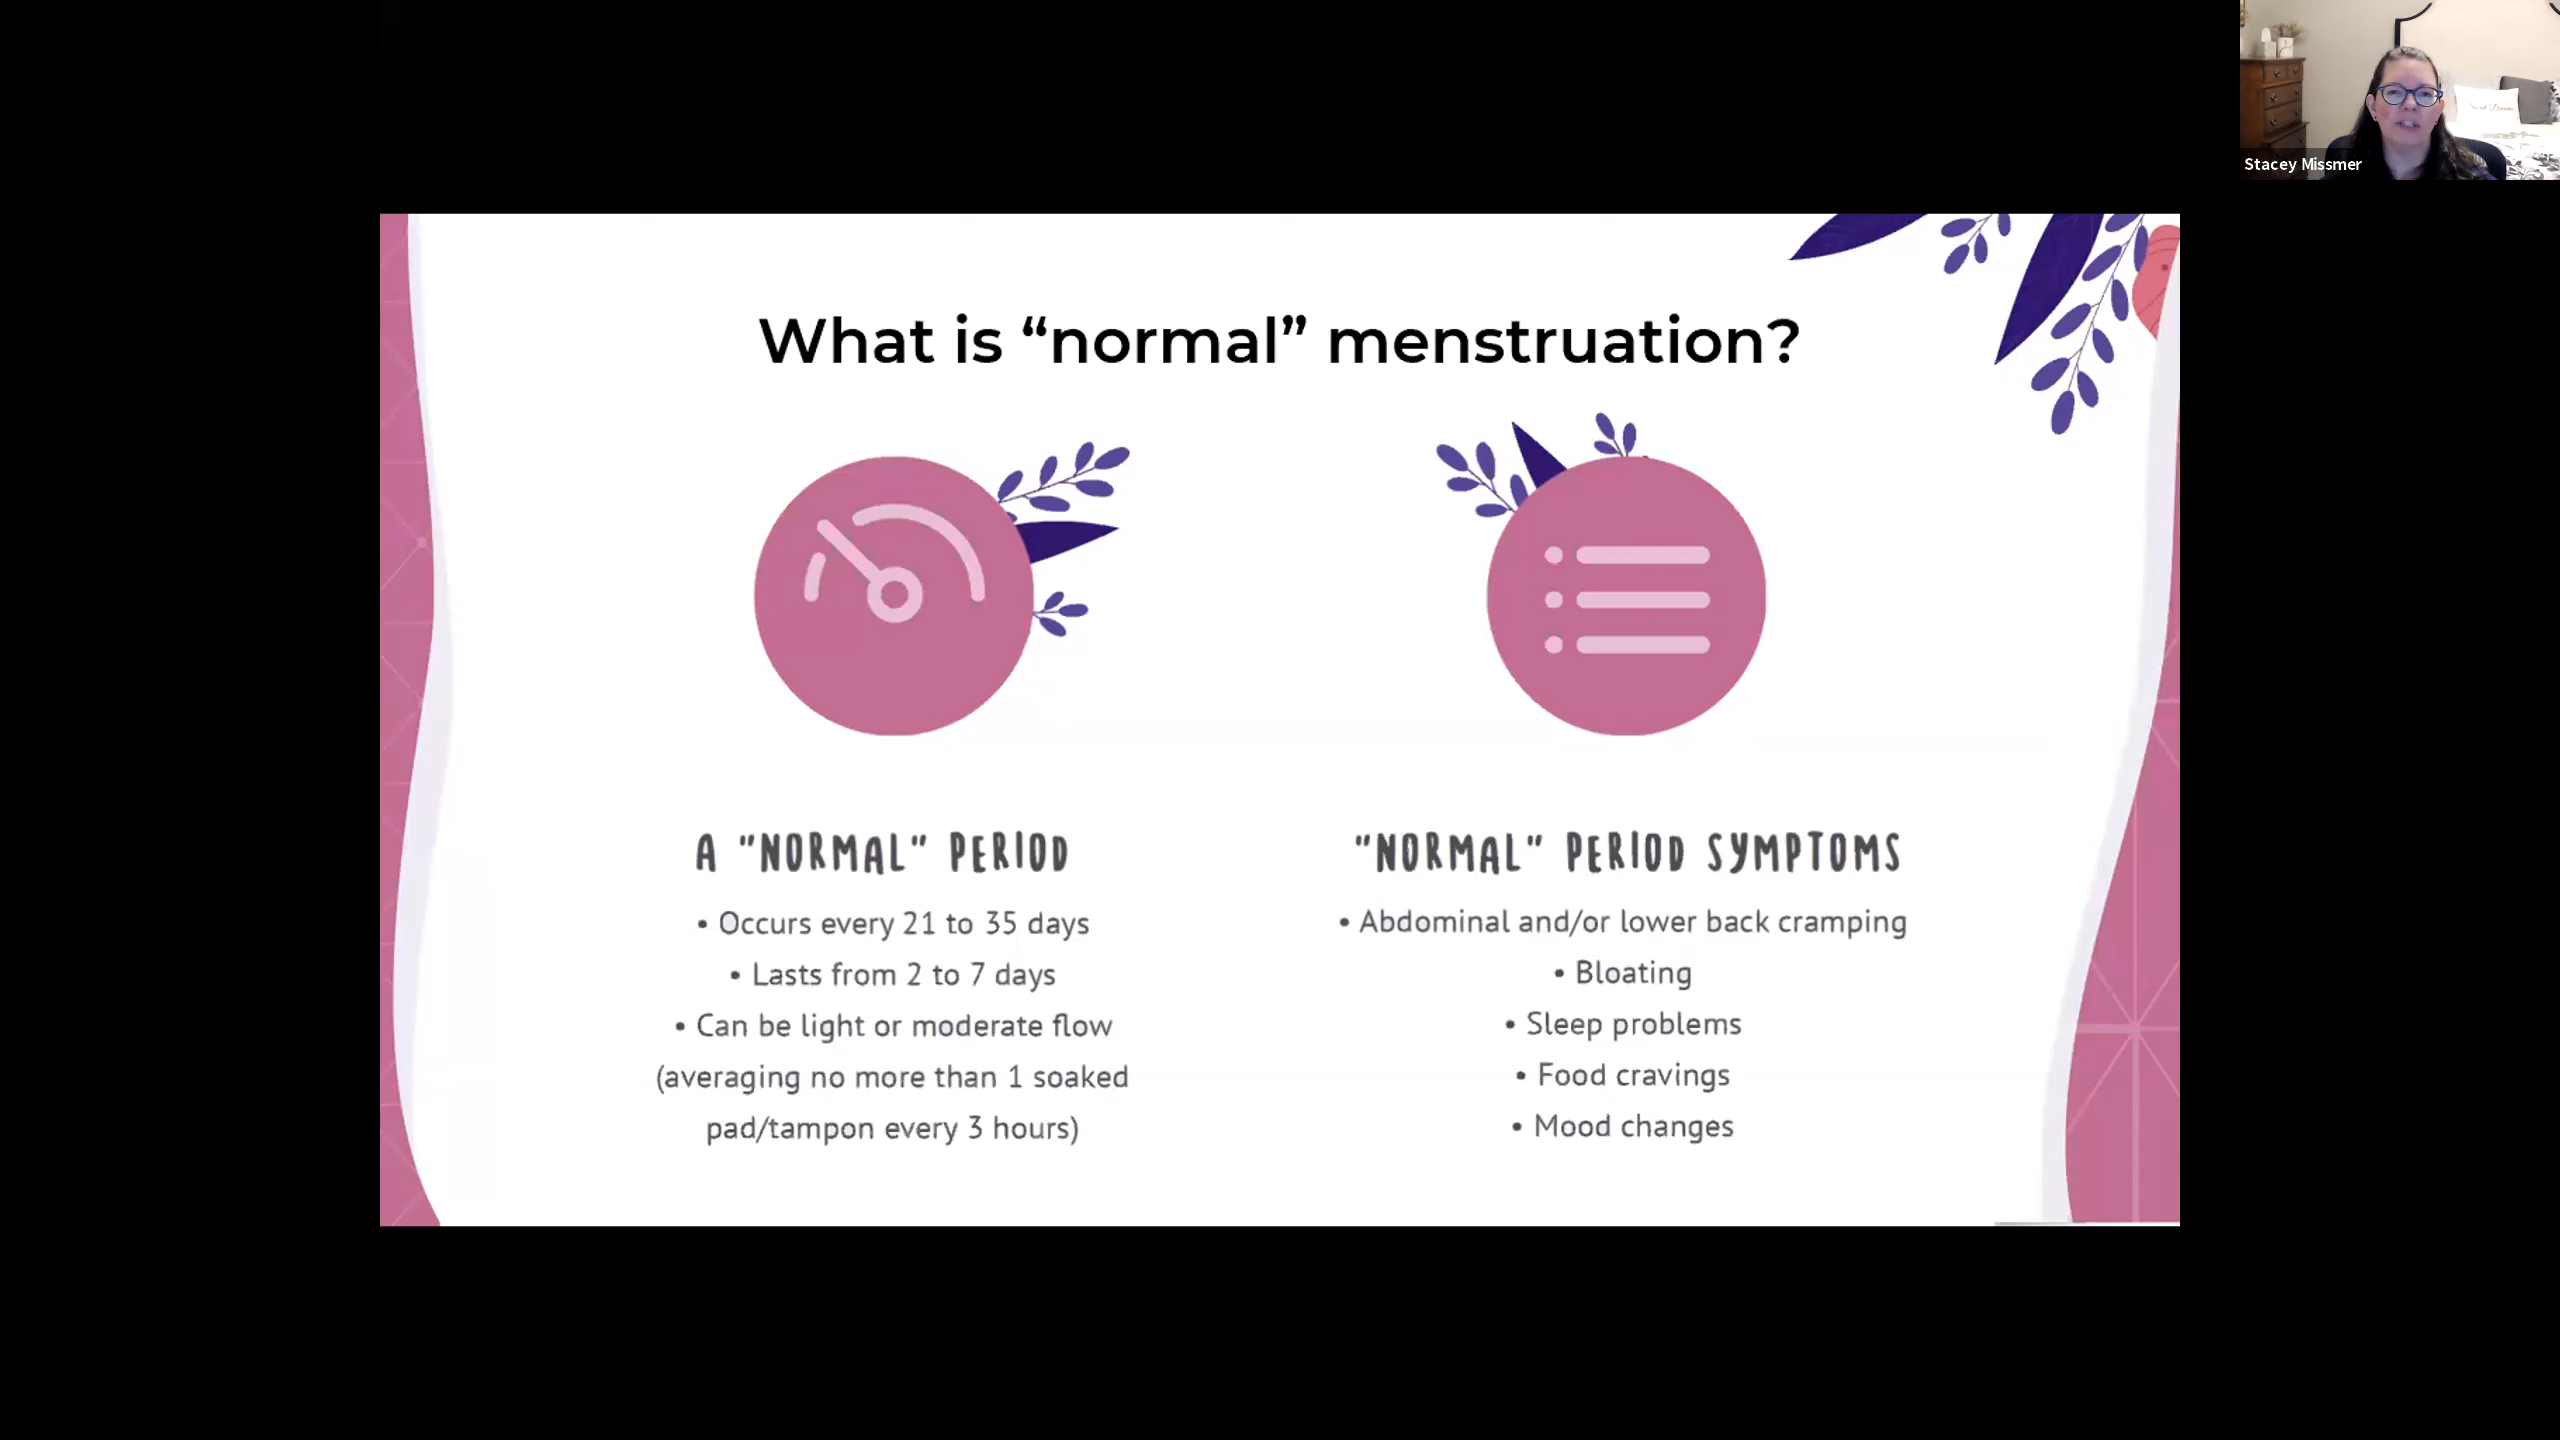 Stacey Missmer
What is “normal” menstruation?
A "NORMAL" PERIOD
• Occurs every 21 to 35 days
• Lasts from 2 to 7 days
• Can be light or moderate flow
(averaging no more than 1 soaked
pad/tampon every 3 hours)
"NORMAL" PERIOD SYMPTOMS
• Abdominal and/or lower back cramping
• Bloating
• Sleep problems
• Food cravings
• Mood changes